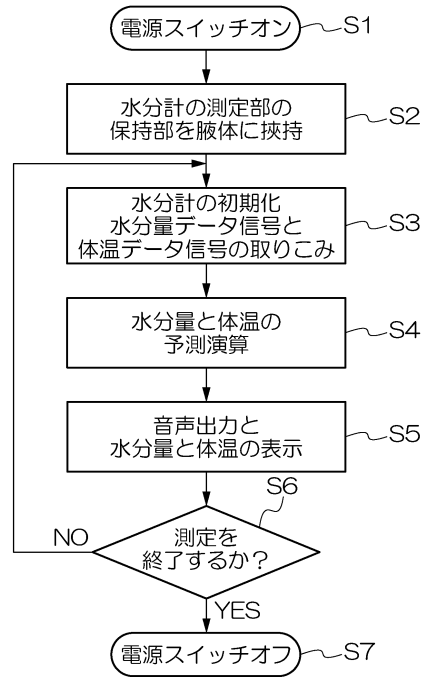 電源スイッチオン
S1
水分計の測定部の
保持部を腋体に挾持
S2
水分計の初期化
水分量データ信号と
体温データ信号の取りこみ
S3
水分量と体温の
予測演算
S4
音声出力と
水分量と体温の表示
S5
S6
測定を
終了するか？
NO
YES
電源スイッチオフ
S7